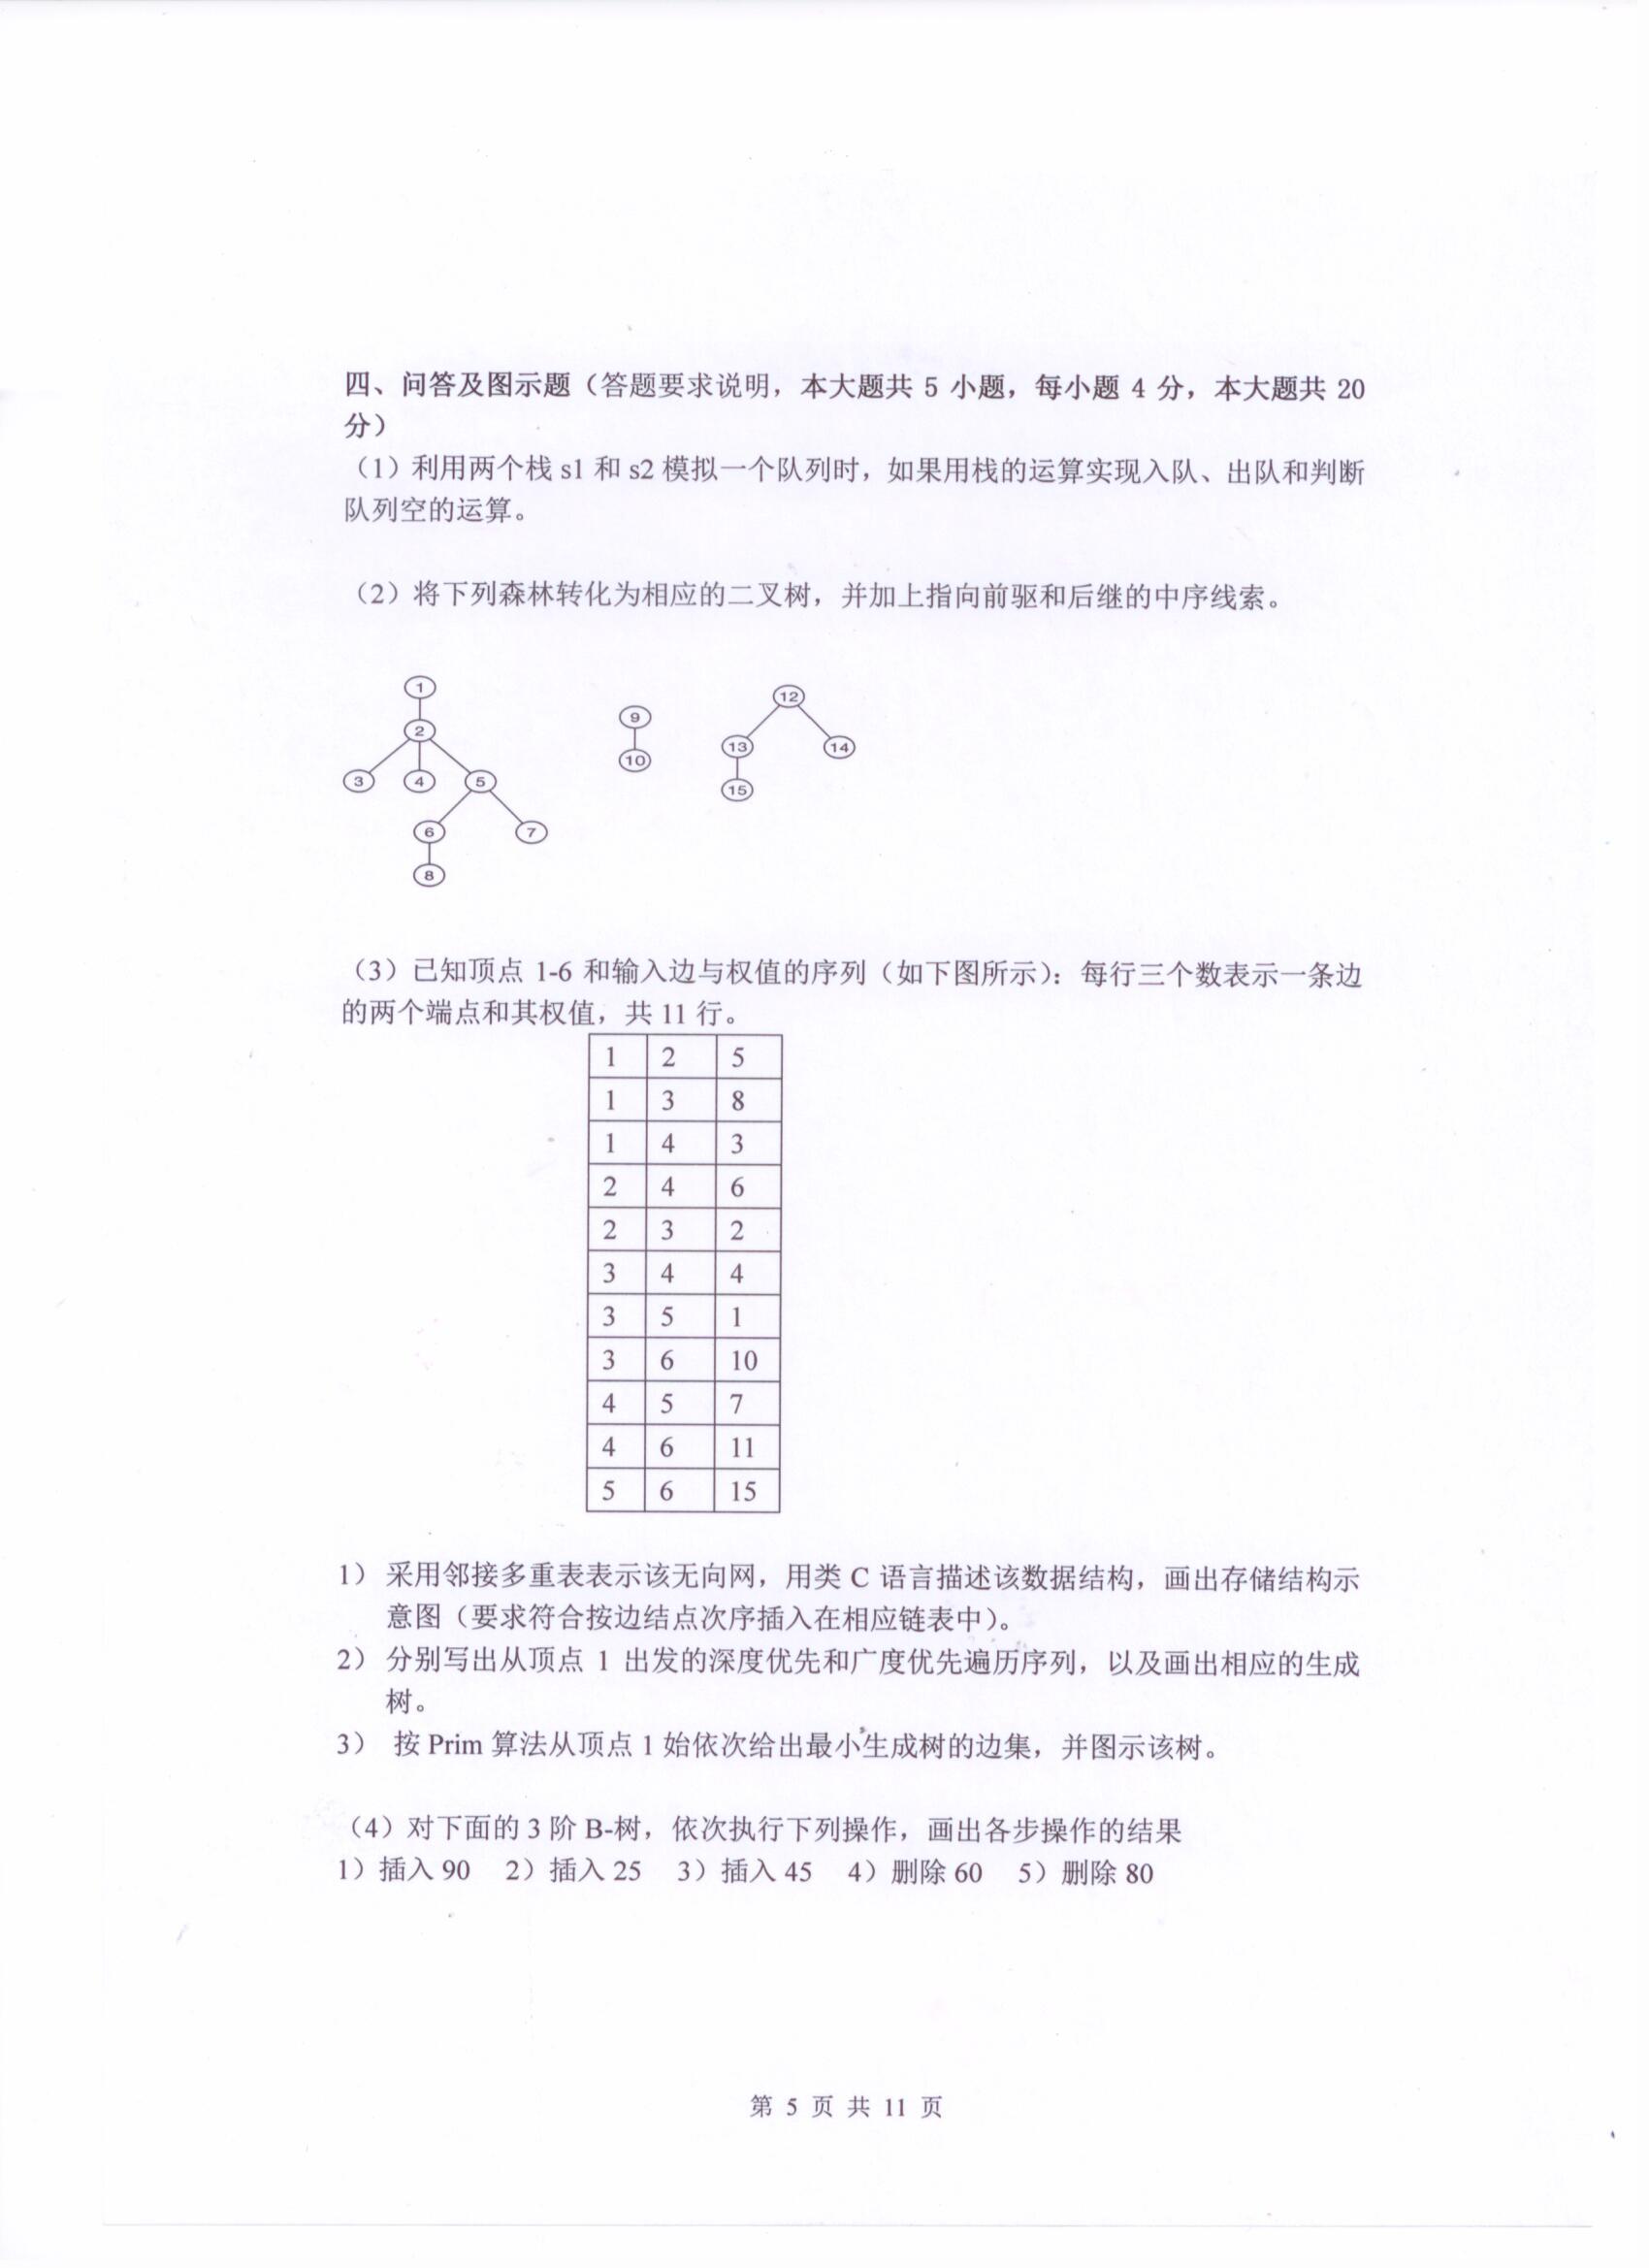 四、问答及图示题（答题要求说明，本大题共 5 小题，每小题 4 分，本大题共 20
分）
（1）利用两个栈 s1 和 s2 模拟一个队列时，如果用栈的运算实现入队、出队和判断
队列空的运算。
（2）将下列森林转化为相应的二叉树，并加上指向前驱和后继的中序线索。
1
2
3 4 5
6 7
8
9
10
12
13 14
15
（3）已知顶点 1-6 和输入边与权值的序列（如下图所示）：每行三个数表示一条边
的两个端点和其权值，共 11 行。
1 2 5
1 3 8
1 4 3
2 4 6
2 3 2
3 4 4
3 5 1
3 6 10
4 5 7
4 6 11
5 6 15
1） 采用邻接多重表表示该无向网，用类 C 语言描述该数据结构，画出存储结构示
意图（要求符合按边结点次序插入在相应链表中）。
2） 分别写出从顶点 1 出发的深度优先和广度优先遍历序列，以及画出相应的生成
树。
3） 按 Prim 算法从顶点 1 始依次给出最小生成树的边集，并图示该树。
（4）对下面的 3 阶 B-树，依次执行下列操作，画出各步操作的结果
1）插入 90 2）插入 25 3）插入 45 4）删除 60 5）删除 80
第 5 页 共 11 页